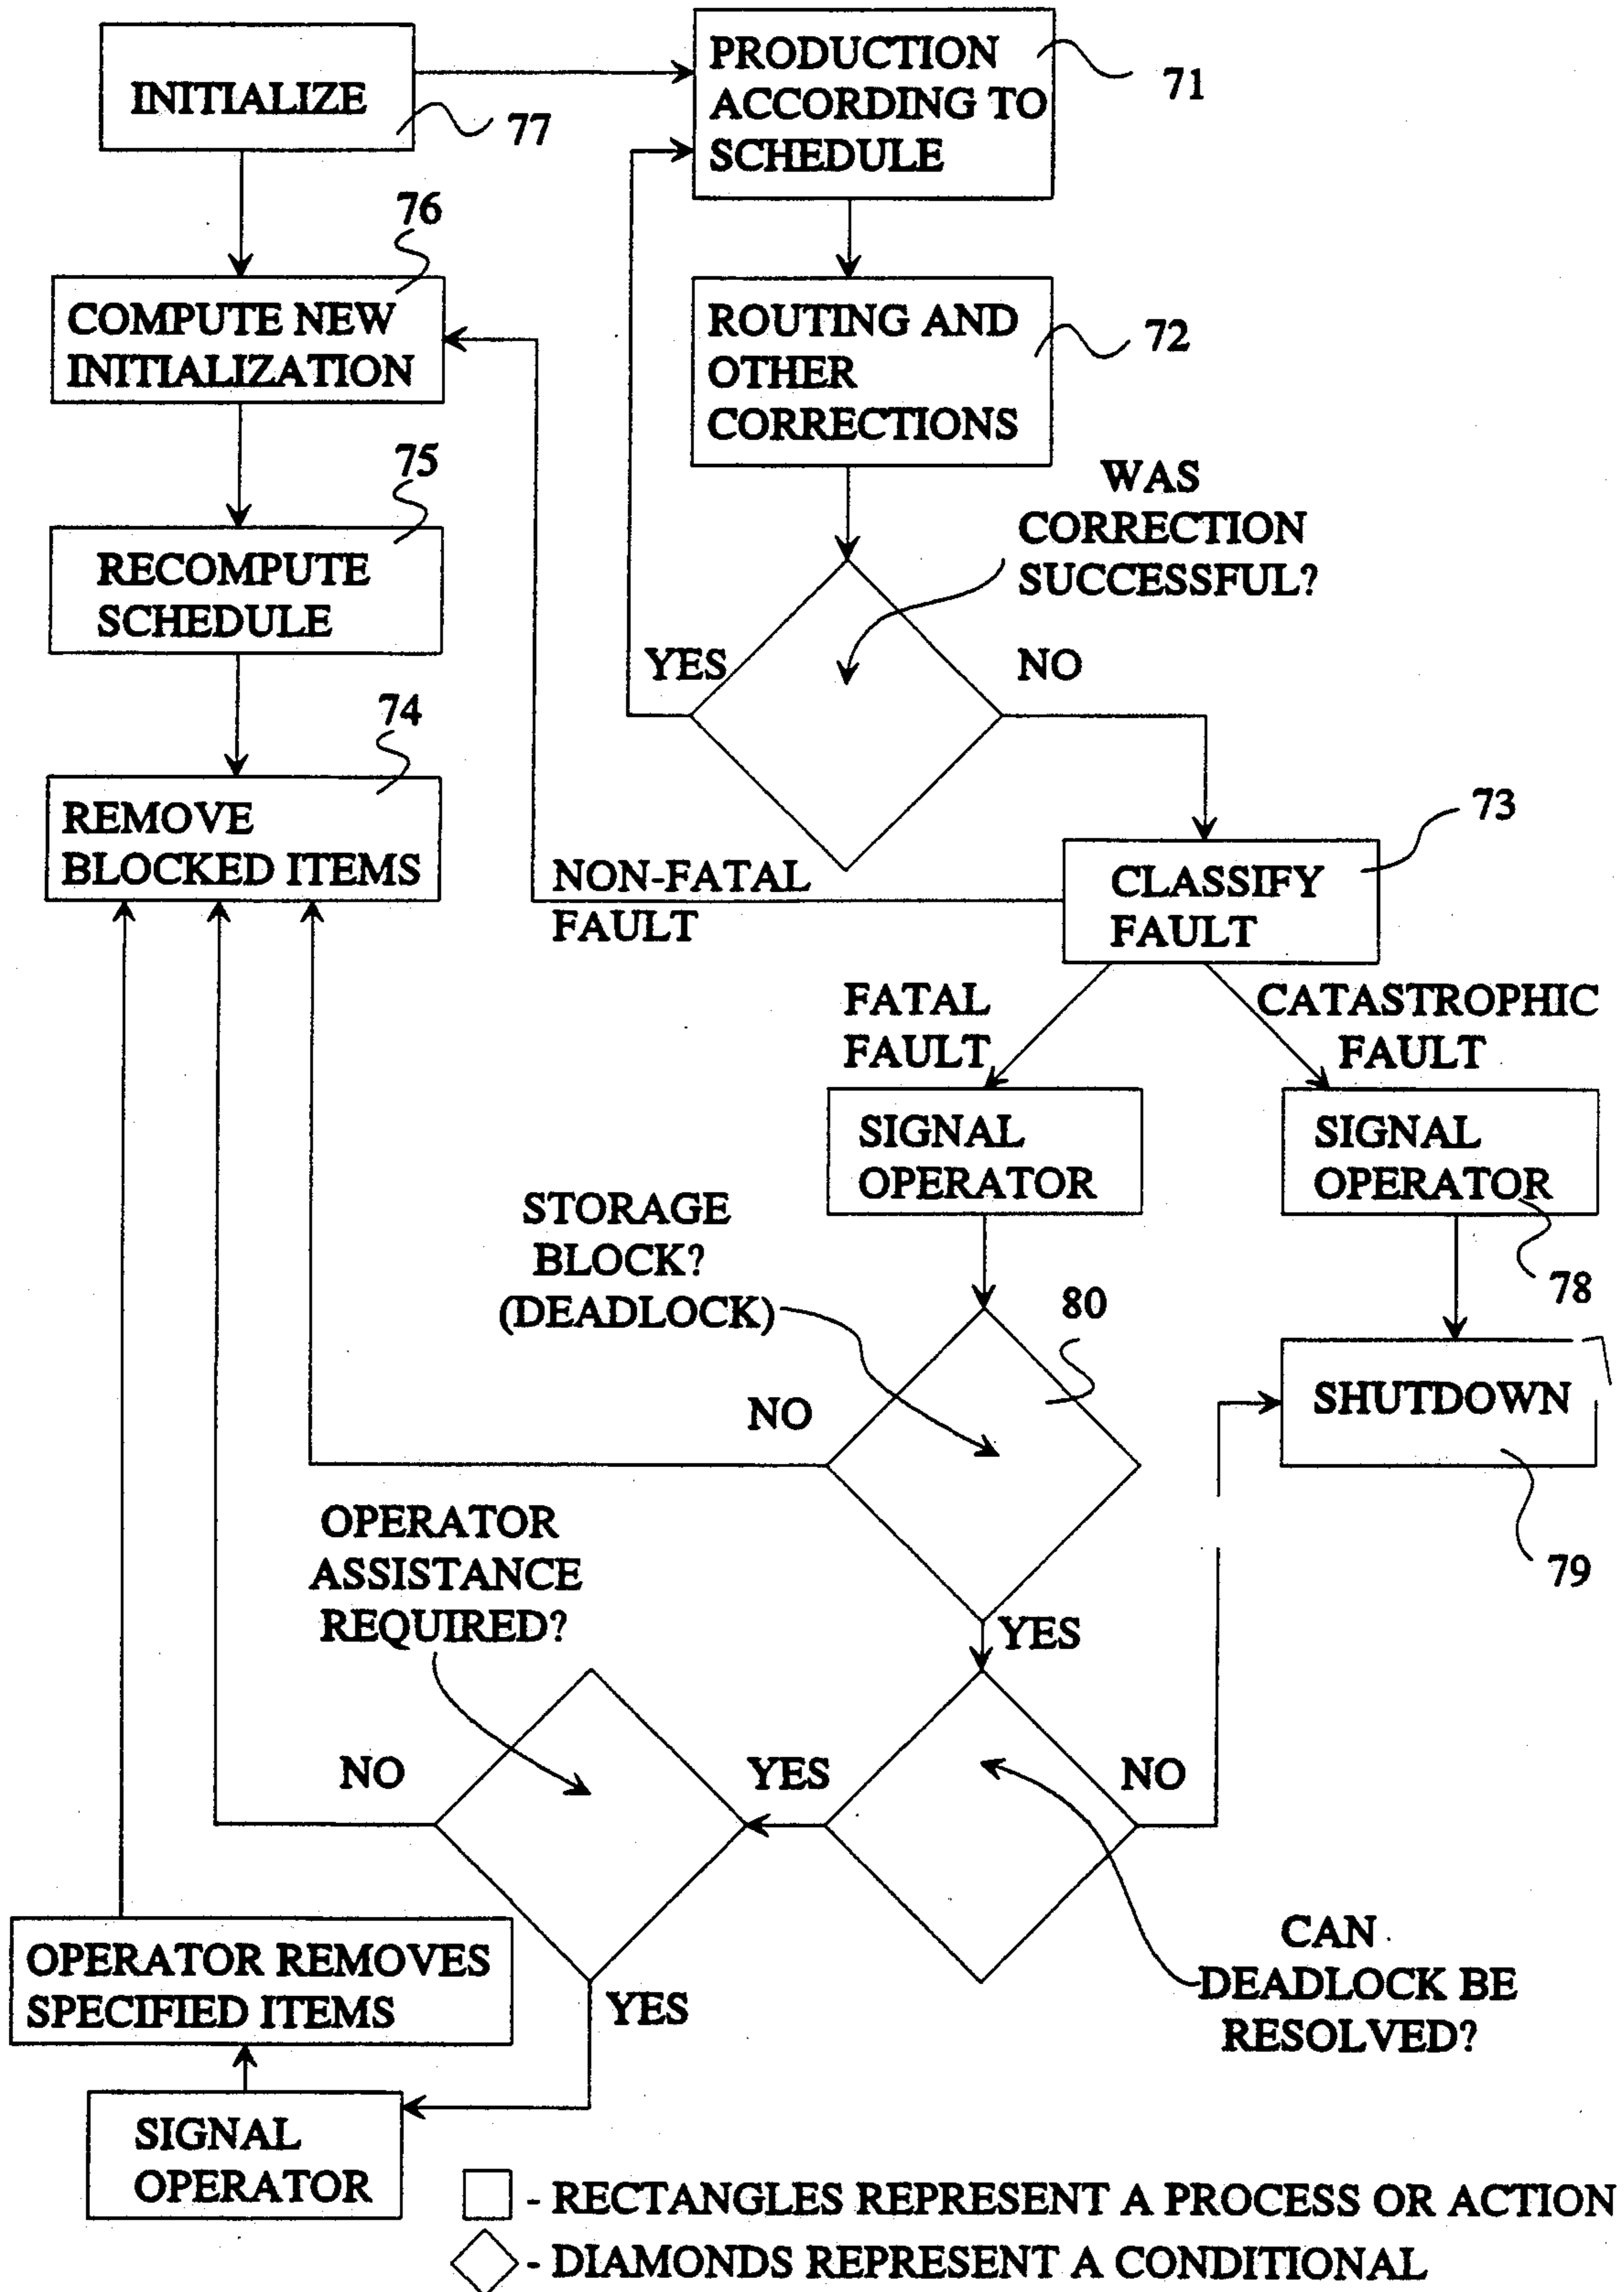 INITIALIZE
77
PRODUCTION
ACCORDING TO
SCHEDULE
71
76
COMPUTE NEW
INITIALIZATION
ROUTING AND
OTHER
CORRECTIONS
72
75
RECOMPUTE
SCHEDULE
WAS
CORRECTION
SUCCESSFUL?
YES
NO
74
REMOVE
BLOCKED ITEMS
73
CLASSIFY
FAULT
NON-FATAL
FAULT
FATAL
FAULT
CATASTROPHIC
FAULT
SIGNAL
OPERATOR
SIGNAL
OPERATOR
78
STORAGE
BLOCK?
(DEADLOCK)
80
NO
SHUTDOWN
79
OPERATOR
ASSISTANCE
REQUIRED?
YES
NO
YES
NO
CAN
DEADLOCK BE
RESOLVED?
OPERATOR REMOVES
SPECIFIED ITEMS
YES
SIGNAL
OPERATOR
- RECTANGLES REPRESENT A PROCESS OR ACTION
- DIAMONDS REPRESENT A CONDITIONAL